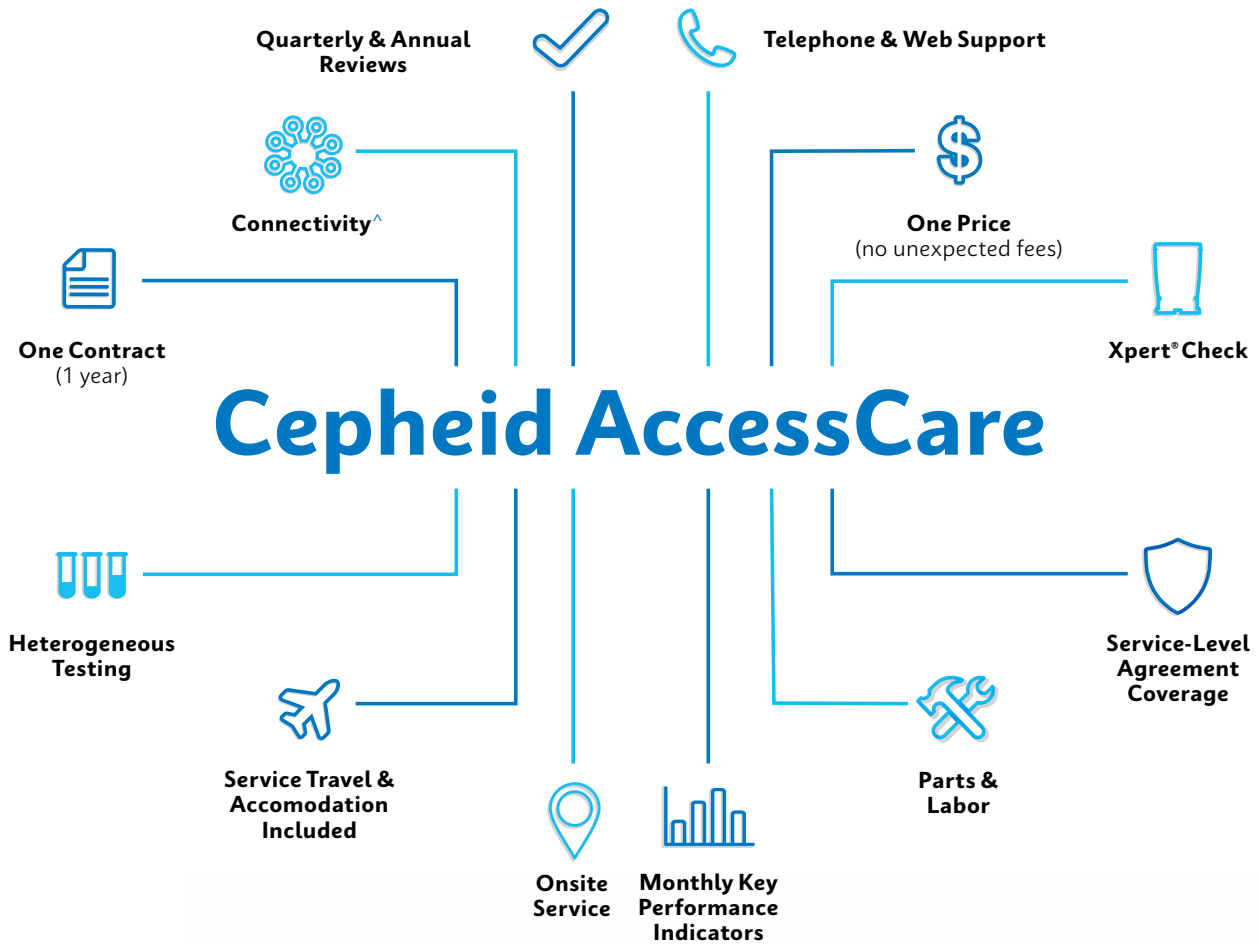 Quarterly & Annual
Reviews
Telephone & Web Support
Connectivity^
One Price
(no unexpected fees)
One Contract
(1 year)
Xpert® Check
Cepheid AccessCare
Heterogeneous
Testing
Service-Level
Agreement
Coverage
Service Travel &
Accomodation
Included
Parts &
Labor
Onsite
Service
Monthly Key
Performance
Indicators